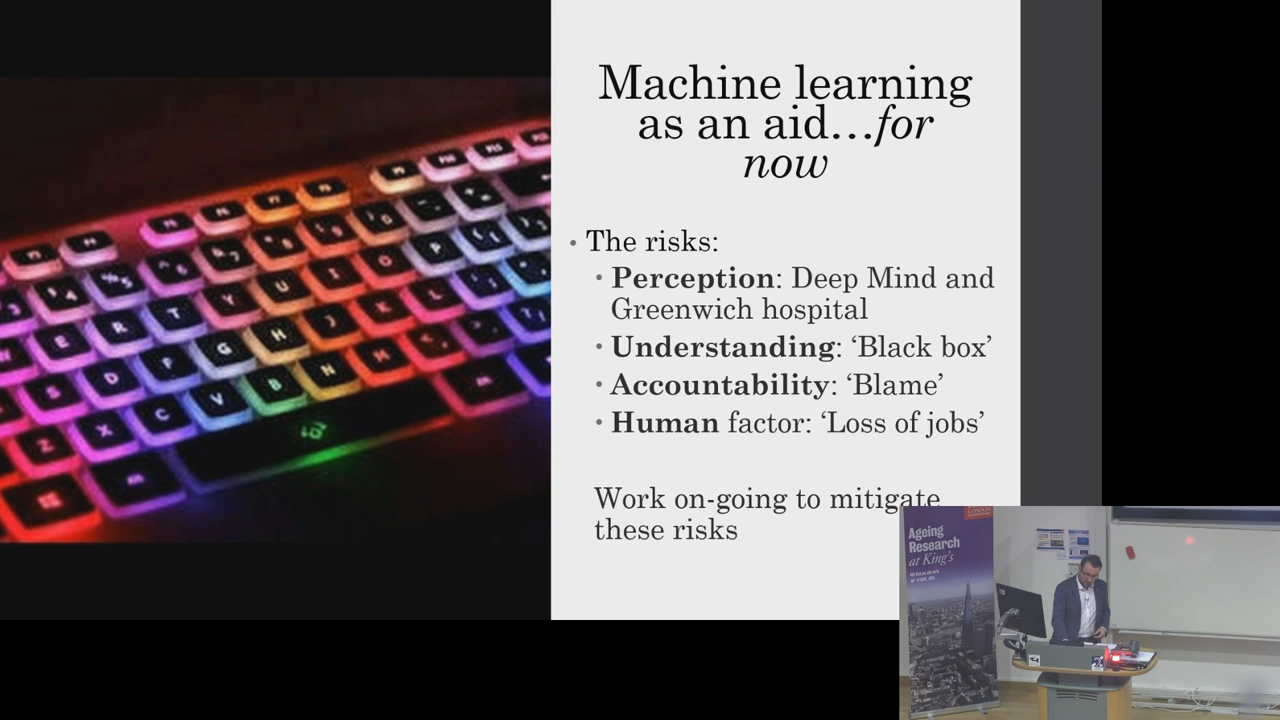 Machine learning
as an aid...for
now
• The risks:
• Perception: Deep Mind and
Greenwich hospital
• Understanding: ‘Black box’
• Accountability: ‘Blame’
• Human factor: ‘Loss of jobs’
Work on-going to mitigate
these risks
LONDON
Ageing
Research
at King's